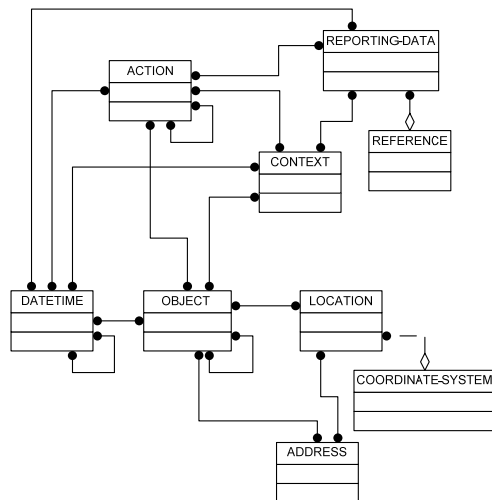 REPORTING-DATA
ACTION
REFERENCE
CONTEXT
DATETIME
OBJECT
LOCATION
COORDINATE-SYSTEM
ADDRESS